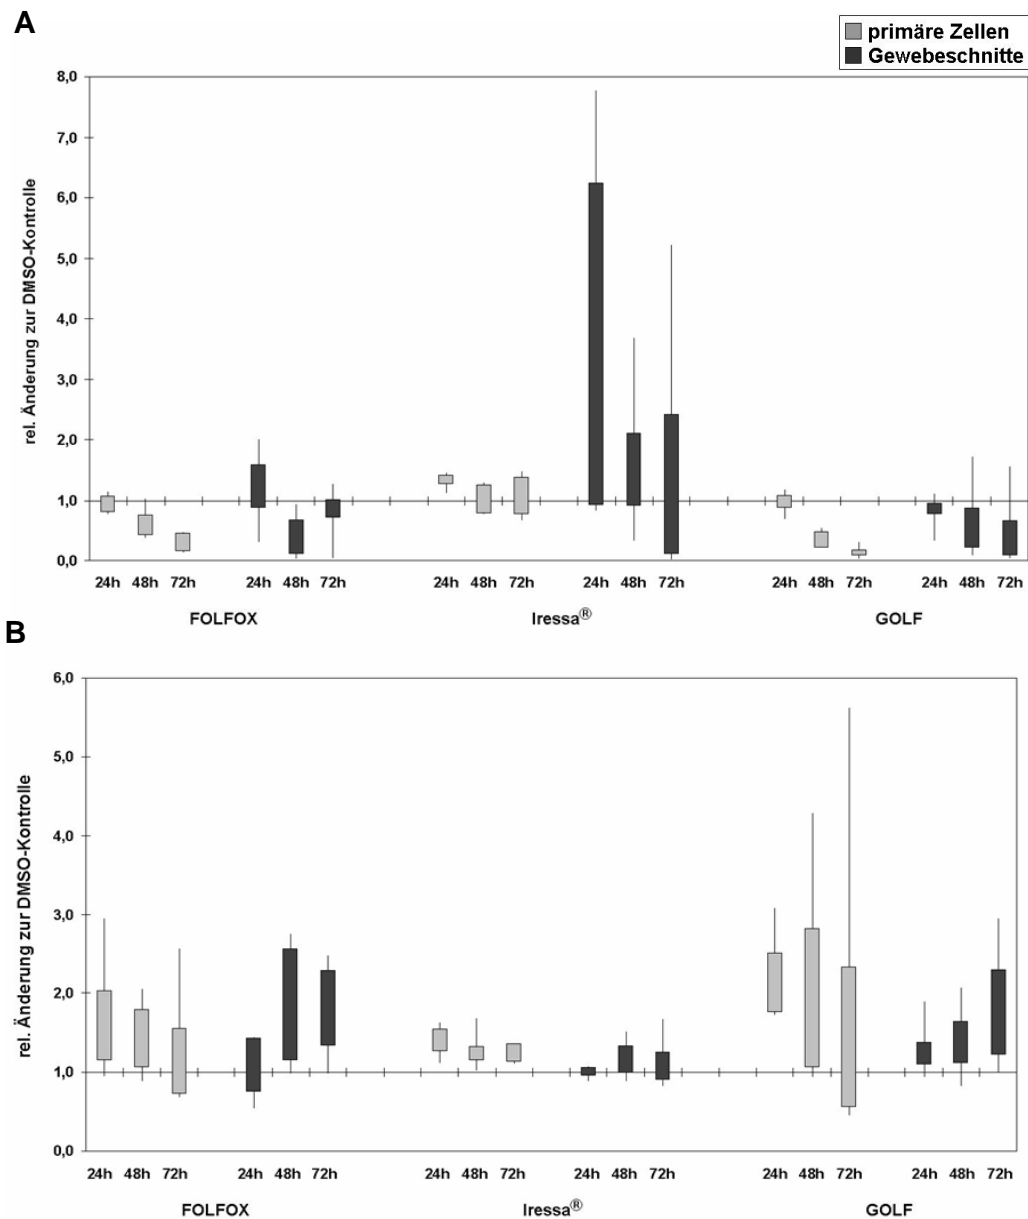 A
primäre Zellen
Gewebeschnitte
rel. Änderung zur DMSO-Kontrolle
8,0
7,0
6,0
5,0
4,0
3,0
2,0
1,0
0,0
24h 48h 72h 24h 48h 72h 24h 48h 72h 24h 48h 72h 24h 48h 72h 24h 48h 72h
FOLFOX Iressa® GOLF
B
rel. Änderung zur DMSO-Kontrolle
6,0
5,0
4,0
3,0
2,0
1,0
0,0
24h 48h 72h 24h 48h 72h 24h 48h 72h 24h 48h 72h 24h 48h 72h 24h 48h 72h
FOLFOX Iressa® GOLF